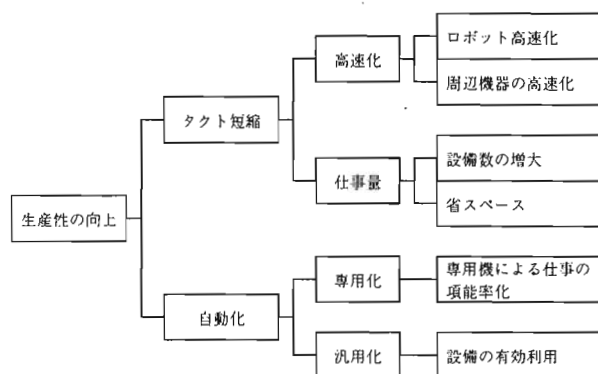 生産性の向上
タクト短縮
高速化
ロボット高速化
周辺機器の高速化
仕事量
設備数の増大
省スペース
自動化
専用化
専用機による仕事の
項能率化
汎用化
設備の有効利用